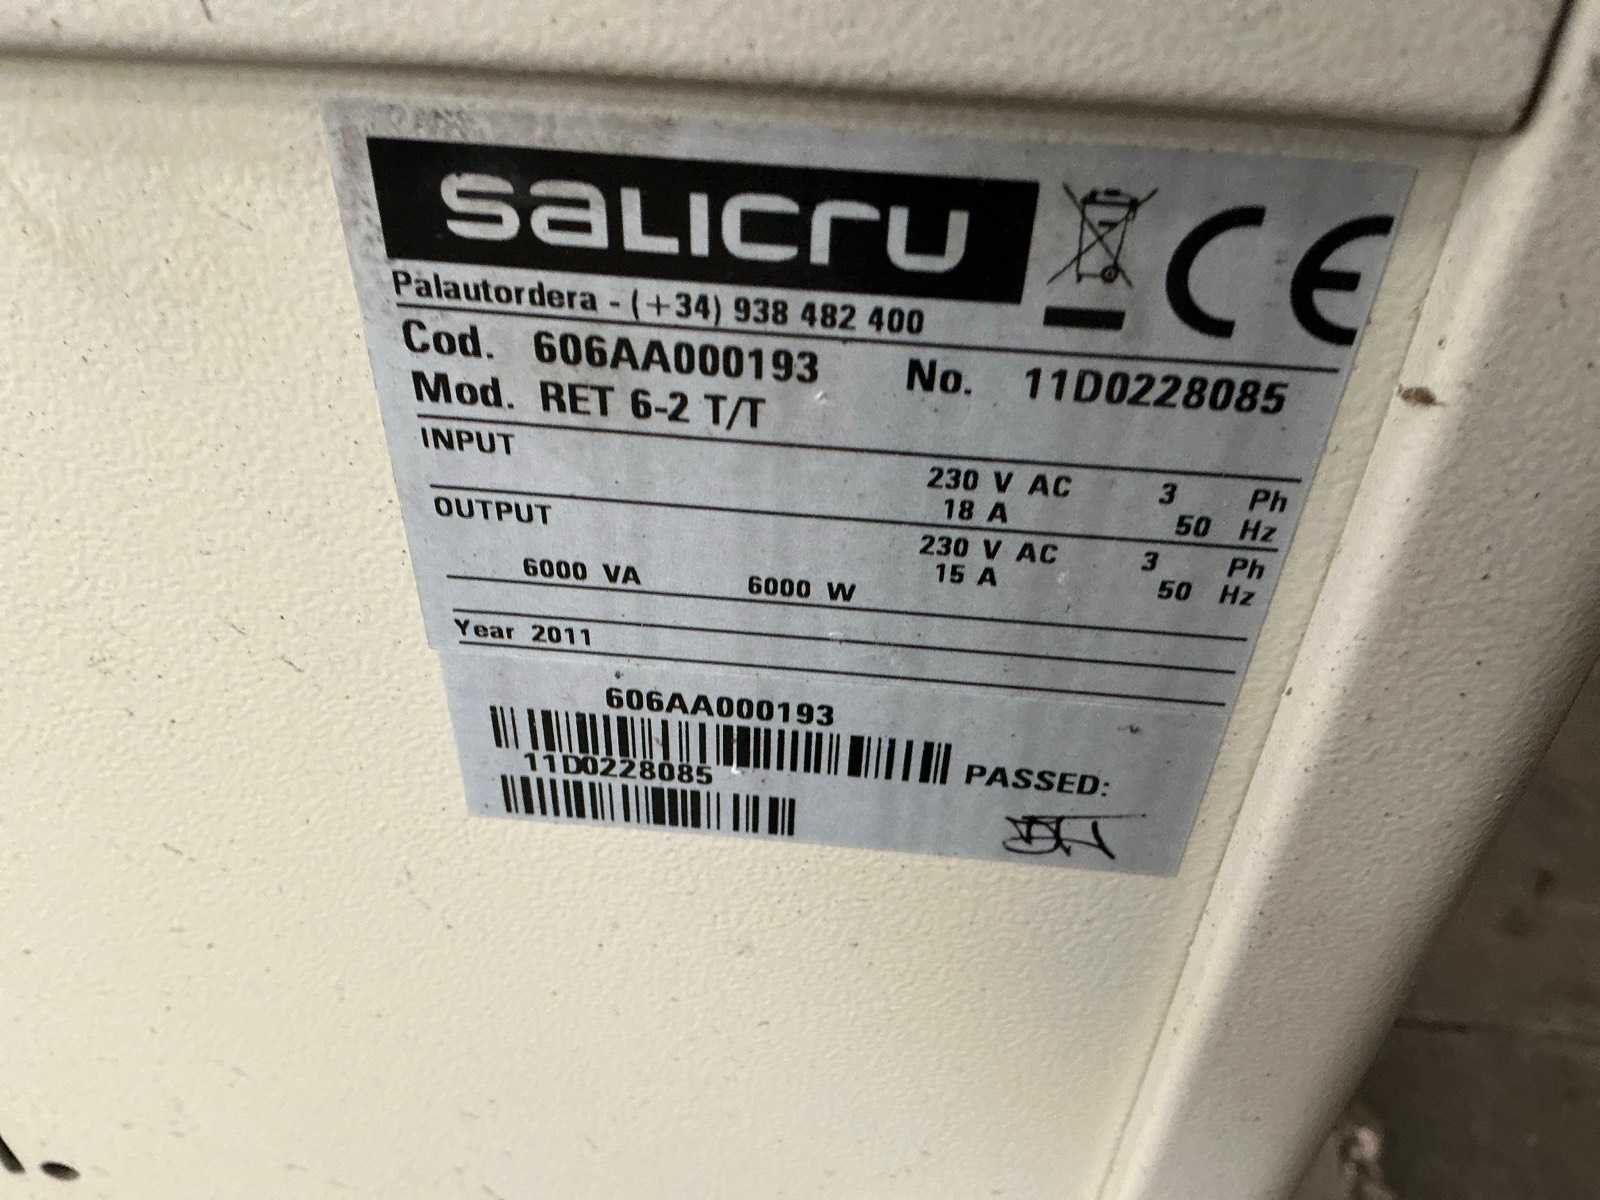 SALICRU
CE
Palautordera - (+34) 938 482 400
Cod. 606AA000193 No. 11D0228085
Mod. RET 6-2 T/T
INPUT
230 V AC 3 Ph
18 A 50 Hz
OUTPUT
230 V AC 3 Ph
6000 VA 6000 W 15 A 50 Hz
Year 2011
606AA000193
11D0228085
PASSED: